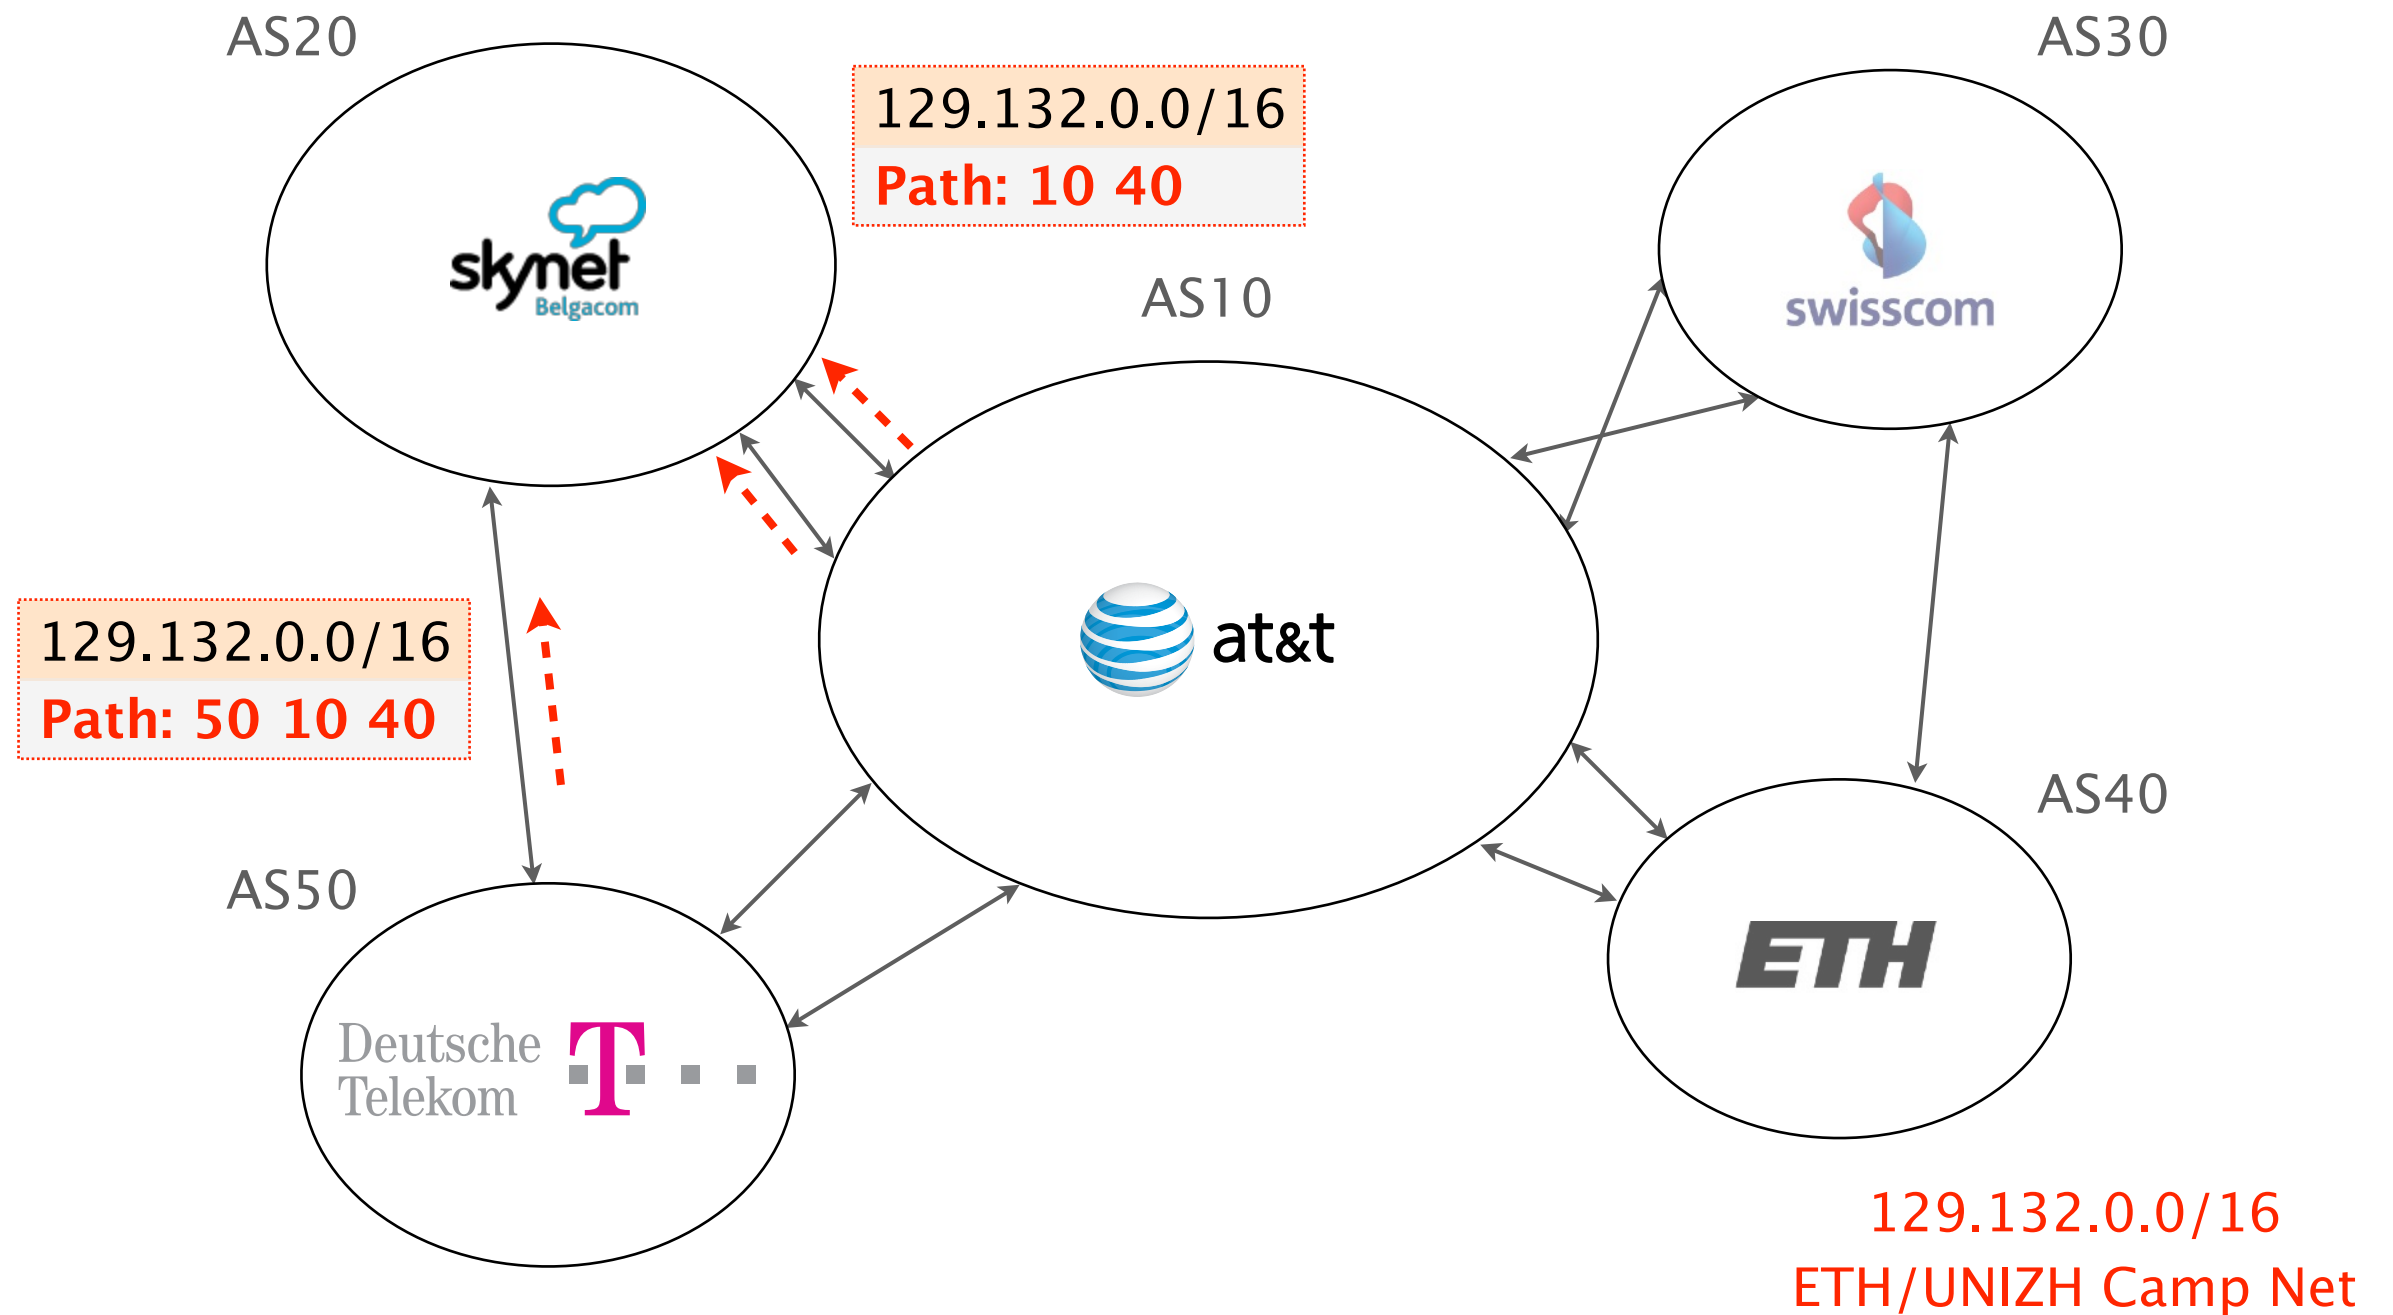 AS20
AS30
129.132.0.0/16
Path: 10 40
skynet
Belgacom
swisscom
AS10
129.132.0.0/16
Path: 50 10 40
at&t
AS50
AS40
ETH
Deutsche
Telekom
T
129.132.0.0/16
ETH/UNIZH Camp Net